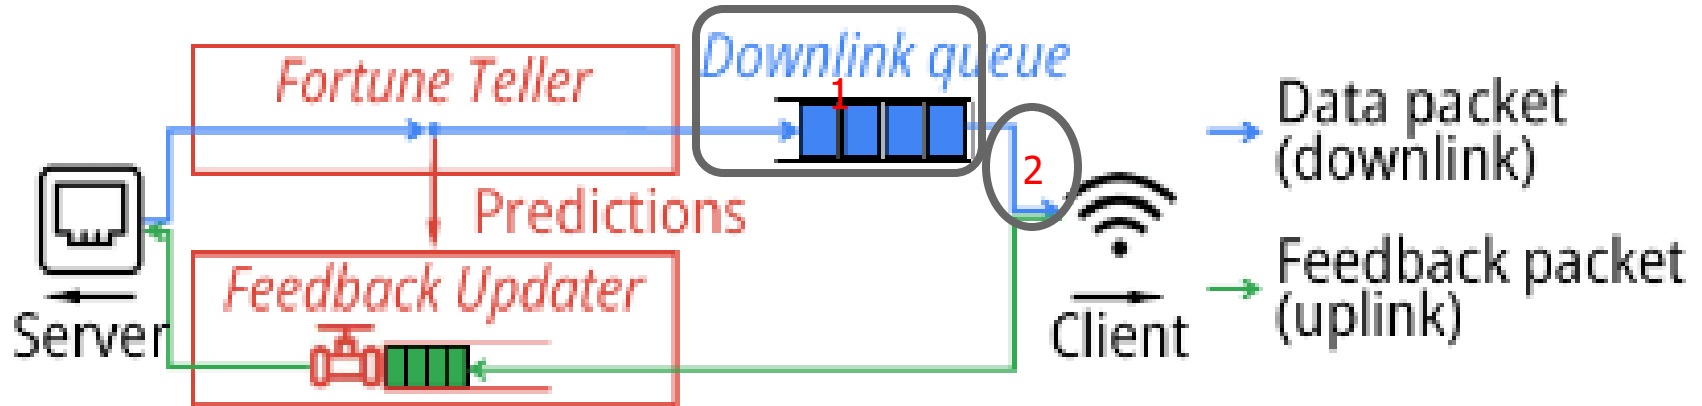 Fortune Teller
Downlink queue
1
2
Predictions
Feedback Updater
Server
Client
Data packet
(downlink)
Feedback packet
(uplink)